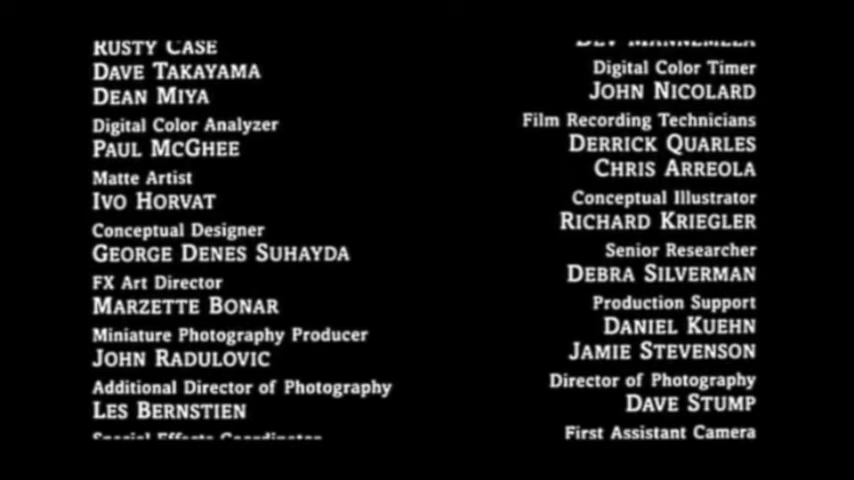 RUSTY CASE
DAVE TAKAYAMA
DEAN MIYA
Digital Color Analyzer
PAUL MCGHEE
Matte Artist
IVO HORVAT
Conceptual Designer
GEORGE DENES SUHAYDA
FX Art Director
MARZETTE BONAR
Miniature Photography Producer
JOHN RADULOVIC
Additional Director of Photography
LES BERNSTIEN
Special Effects Coordinator
Digital Color Timer
JOHN NICOLARD
Film Recording Technicians
DERRICK QUARLES
CHRIS ARREOLA
Conceptual Illustrator
RICHARD KRIEGLER
Senior Researcher
DEBRA SILVERMAN
Production Support
DANIEL KUEHN
JAMIE STEVENSON
Director of Photography
DAVE STUMP
First Assistant Camera